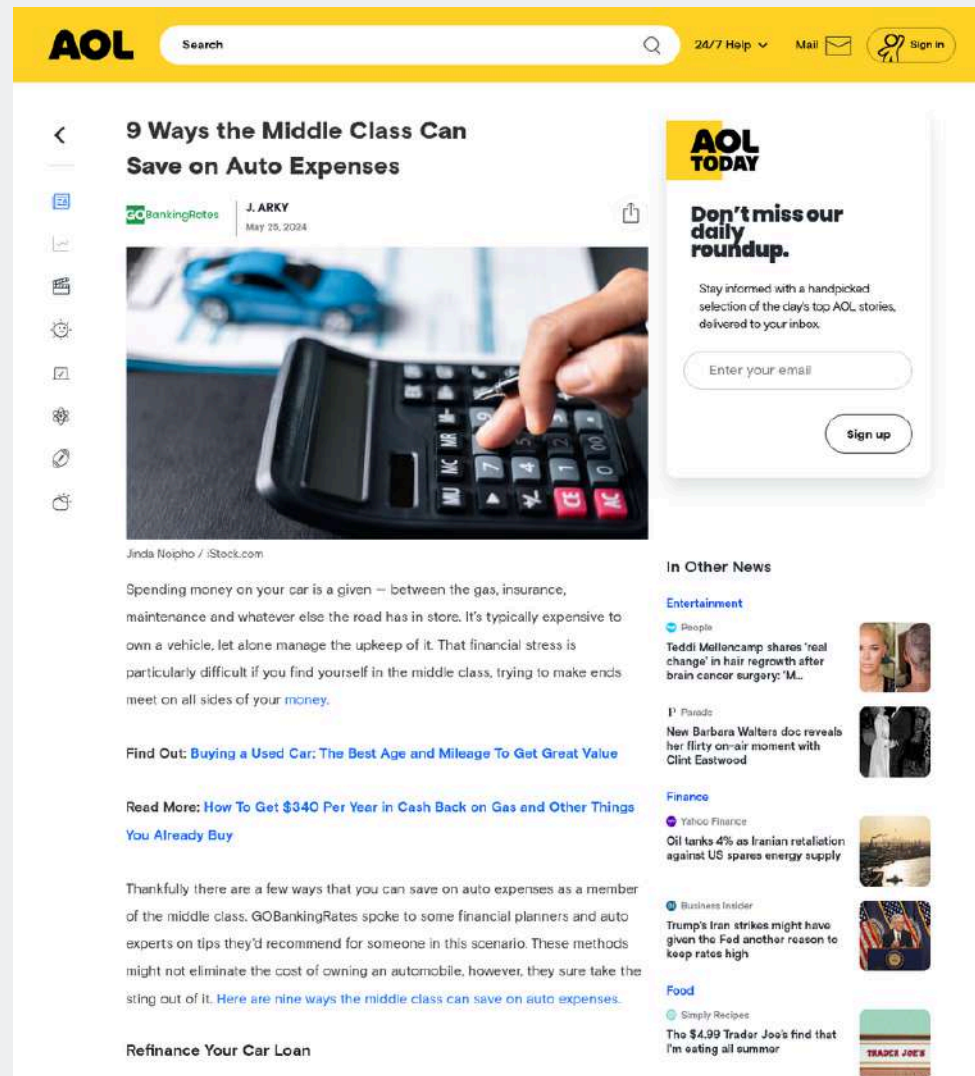 AOL
Search
24/7 Help
Mail
Sign in
9 Ways the Middle Class Can
Save on Auto Expenses
GOBankingRates
J. ARKY
May 25, 2024
MU MC MR M-
7
4 1 0
00
+/-
CE
AC
Jinda Noipho / iStock.com
Spending money on your car is a given — between the gas, insurance,
maintenance and whatever else the road has in store. It's typically expensive to
own a vehicle, let alone manage the upkeep of it. That financial stress is
particularly difficult if you find yourself in the middle class, trying to make ends
meet on all sides of your money.
Find Out: Buying a Used Car: The Best Age and Mileage To Get Great Value
Read More: How To Get $340 Per Year in Cash Back on Gas and Other Things
You Already Buy
Thankfully there are a few ways that you can save on auto expenses as a member
of the middle class. GOBankingRates spoke to some financial planners and auto
experts on tips they'd recommend for someone in this scenario. These methods
might not eliminate the cost of owning an automobile, however, they sure take the
sting out of it. Here are nine ways the middle class can save on auto expenses.
Refinance Your Car Loan
AOL
TODAY
Don't miss our
daily
roundup.
Stay informed with a handpicked
selection of the day's top AOL stories,
delivered to your inbox.
Enter your email
Sign up
In Other News
Entertainment
People
Teddi Mellencamp shares 'real
change' in hair regrowth after
brain cancer surgery: 'M...
P Parade
New Barbara Walters doc reveals
her flirty on-air moment with
Clint Eastwood
Finance
Yahoo Finance
Oil tanks 4% as Iranian retaliation
against US spares energy supply
Business Insider
Trump's Iran strikes might have
given the Fed another reason to
keep rates high
Food
Simply Recipes
The $4.99 Trader Joe's find that
I'm eating all summer
TRADER JOE'S